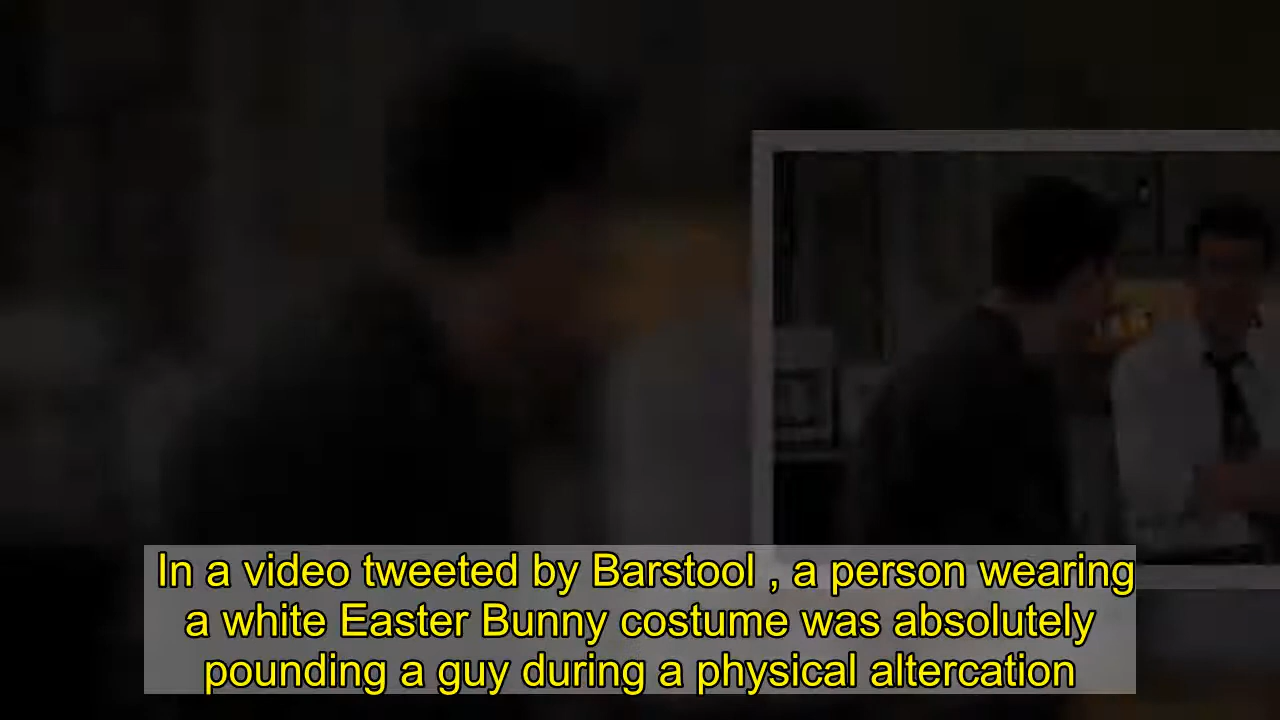 In a video tweeted by Barstool , a person wearing
a white Easter Bunny costume was absolutely
pounding a guy during a physical altercation